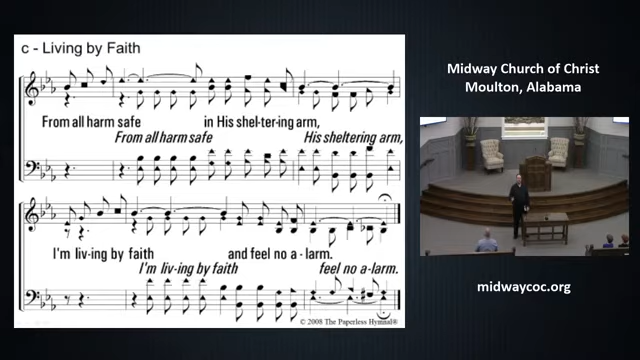 c - Living by Faith
From all harm safe in His shel-ter-ing arm,
From all harm safe His sheltering arm,
I'm liv-ing by faith and feel no a - larm.
I'm liv-ing by faith feel no a-larm.
© 2008 The Paperless Hymnal®
Midway Church of Christ
Moulton, Alabama
midwaycoc.org